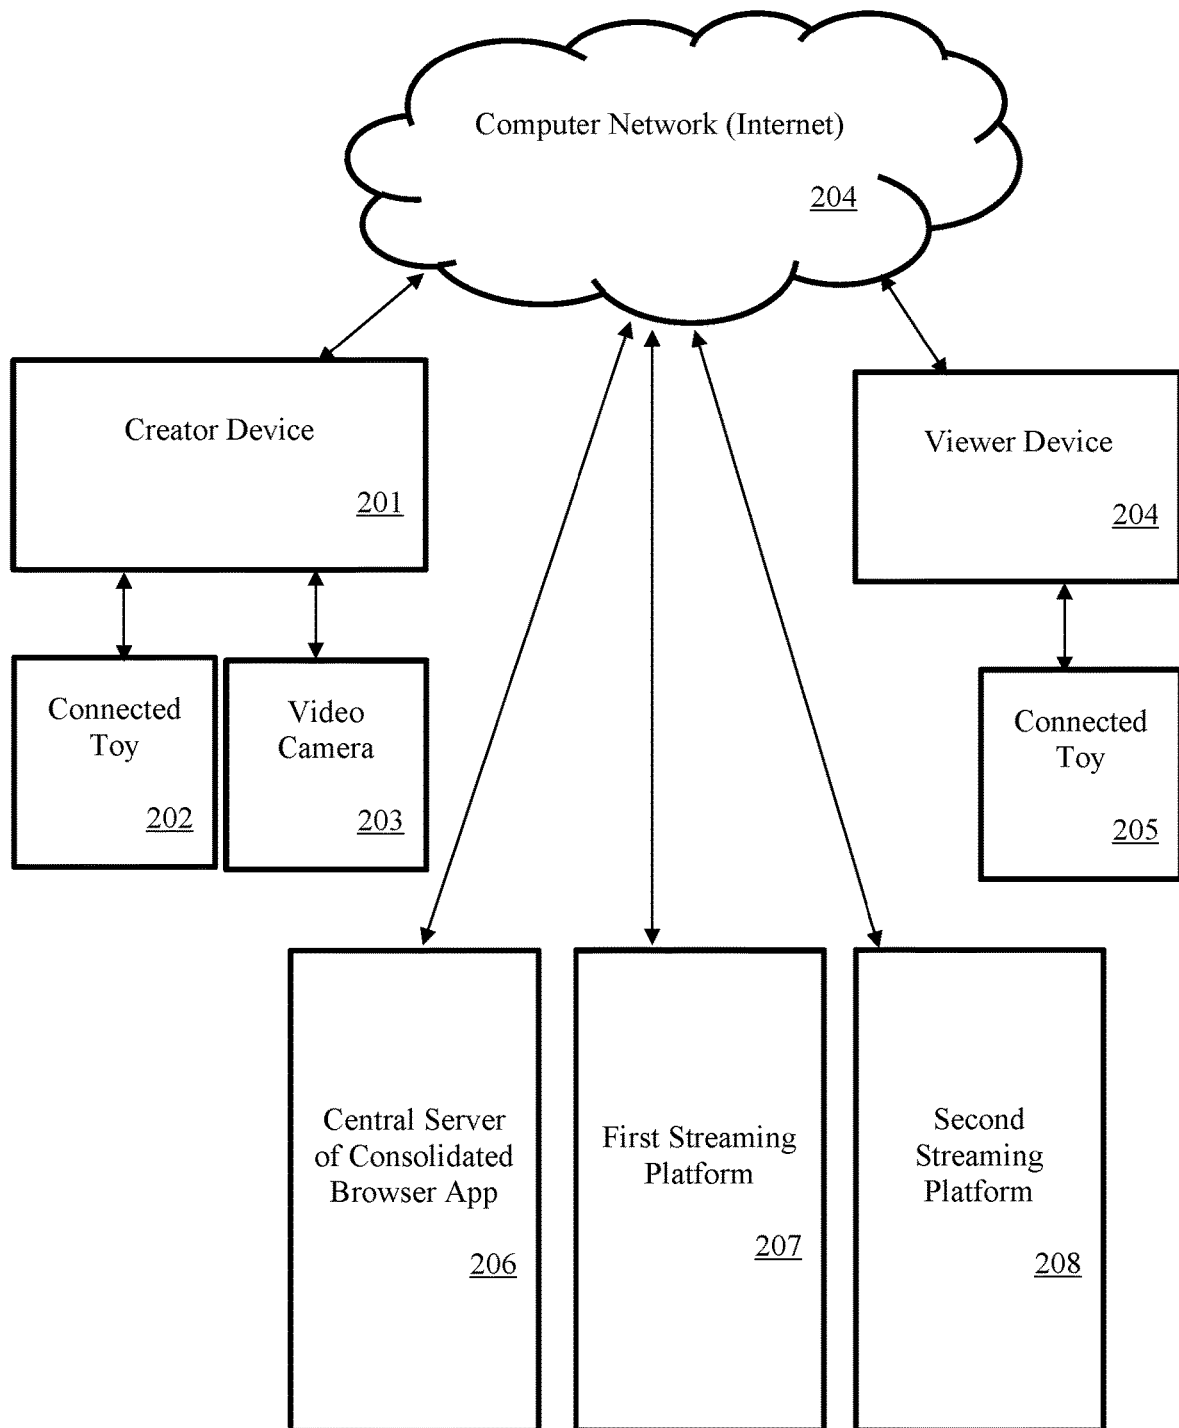 Computer Network (Internet)
204
Creator Device
201
Viewer Device
204
Connected
Toy
202
Video
Camera
203
Connected
Toy
205
Central Server
of Consolidated
Browser App
206
First Streaming
Platform
207
Second
Streaming
Platform
208